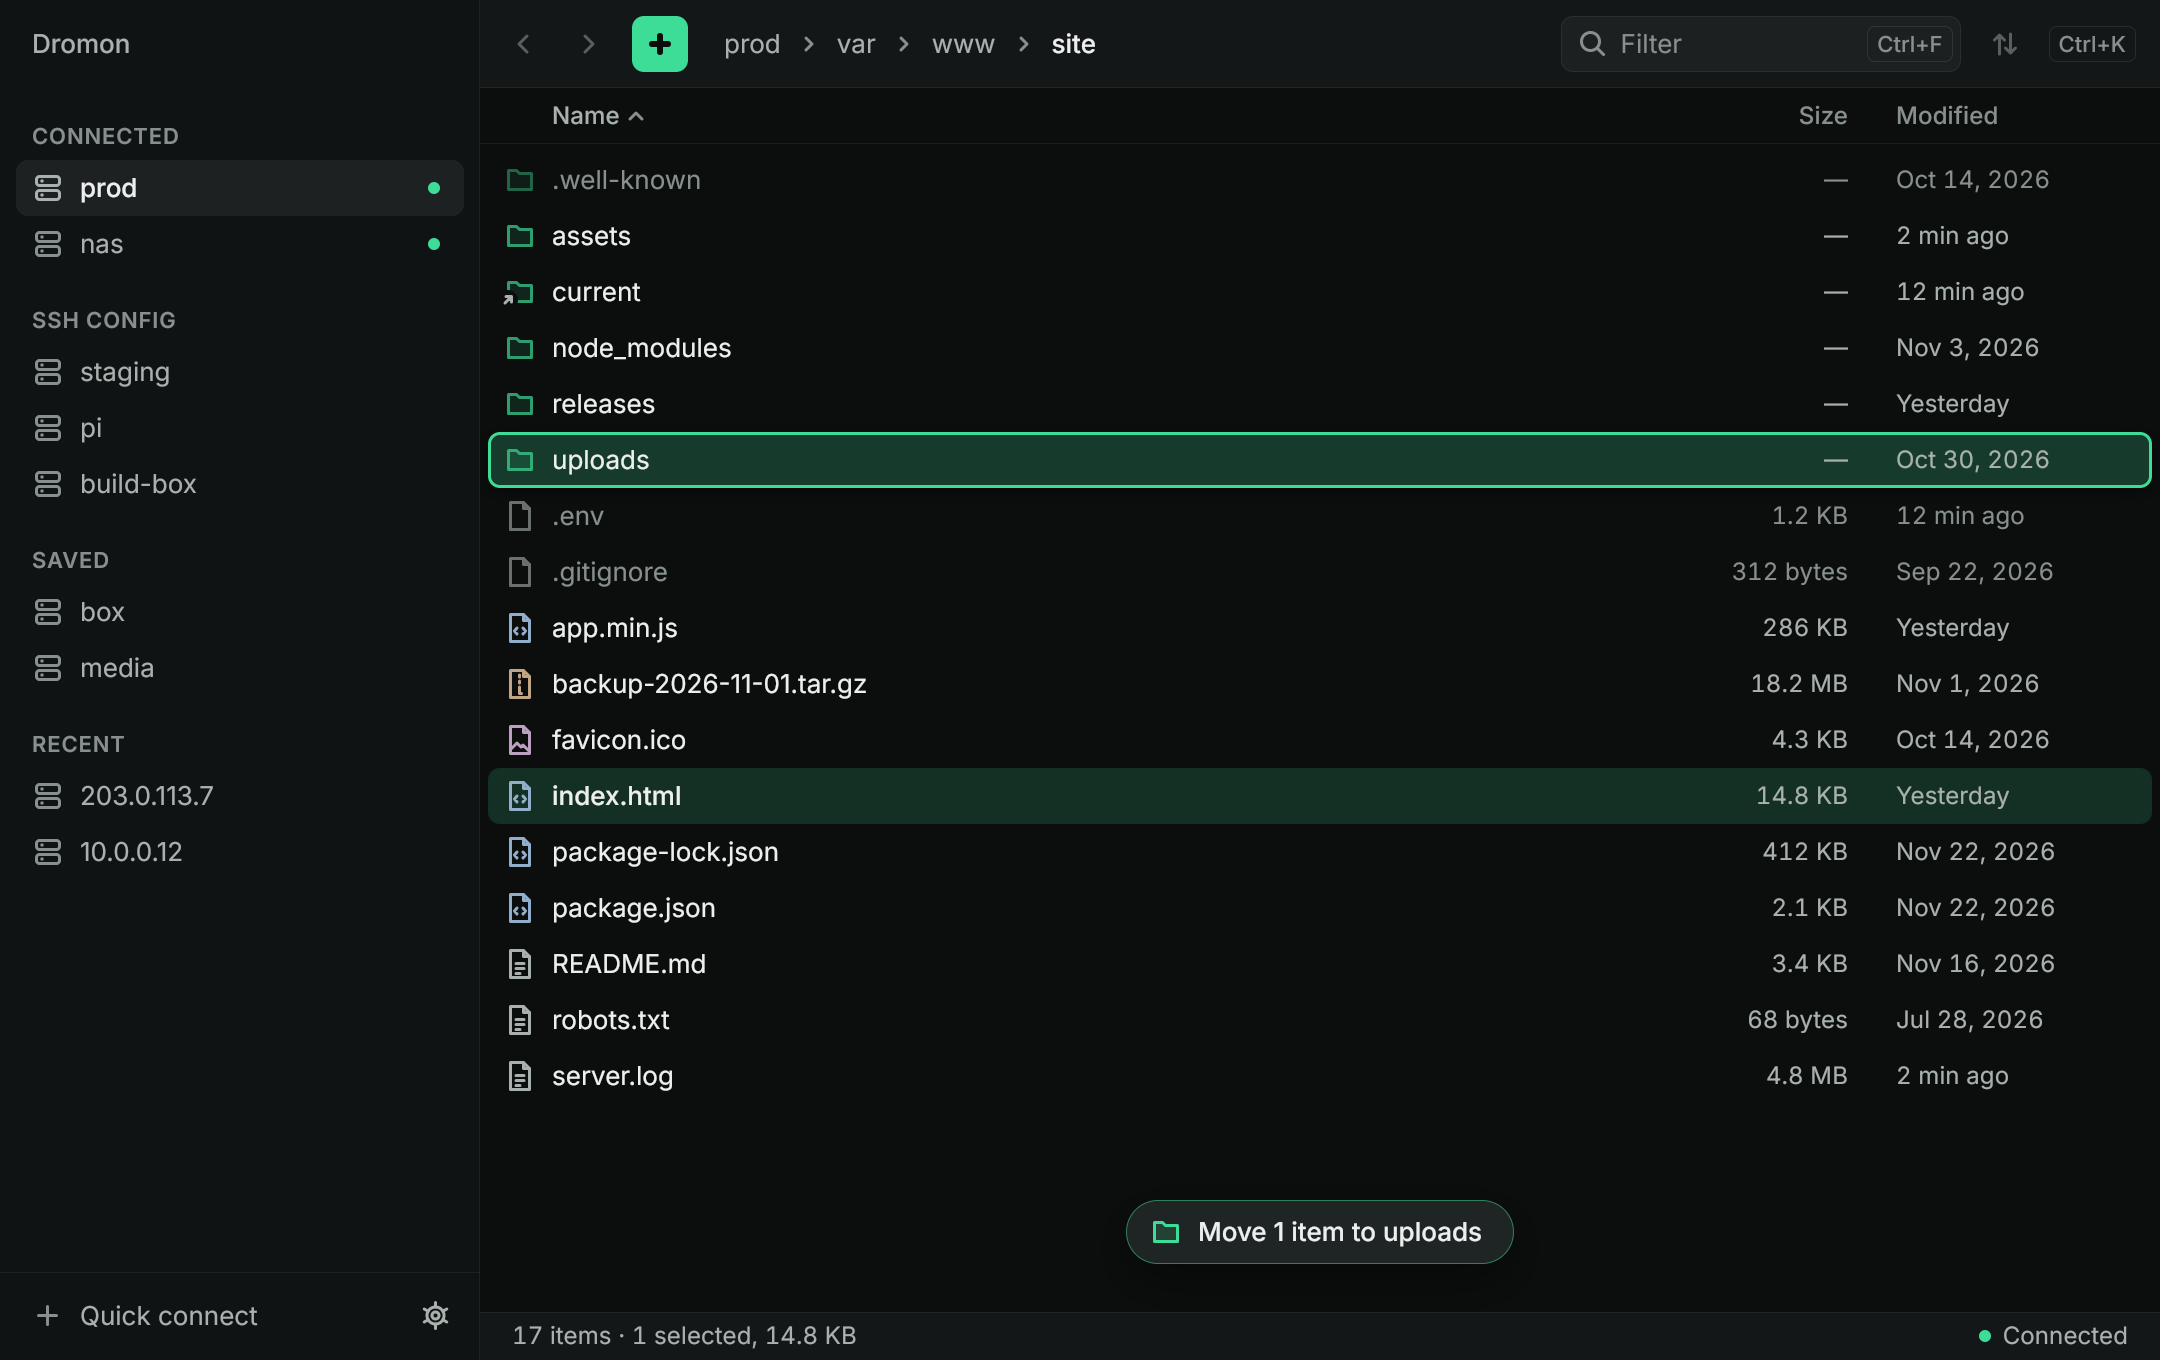 Dromon
CONNECTED
prod
nas
SSH CONFIG
staging
pi
build-box
SAVED
box
media
RECENT
203.0.113.7
10.0.0.12
Quick connect
prod var www site
Filter Ctrl+F Ctrl+K
Name Size Modified
.well-known — Oct 14, 2026
assets — 2 min ago
current — 12 min ago
node_modules — Nov 3, 2026
releases — Yesterday
uploads — Oct 30, 2026
.env 1.2 KB 12 min ago
.gitignore 312 bytes Sep 22, 2026
app.min.js 286 KB Yesterday
backup-2026-11-01.tar.gz 18.2 MB Nov 1, 2026
favicon.ico 4.3 KB Oct 14, 2026
index.html 14.8 KB Yesterday
package-lock.json 412 KB Nov 22, 2026
package.json 2.1 KB Nov 22, 2026
README.md 3.4 KB Nov 16, 2026
robots.txt 68 bytes Jul 28, 2026
server.log 4.8 MB 2 min ago
Move 1 item to uploads
17 items · 1 selected, 14.8 KB Connected